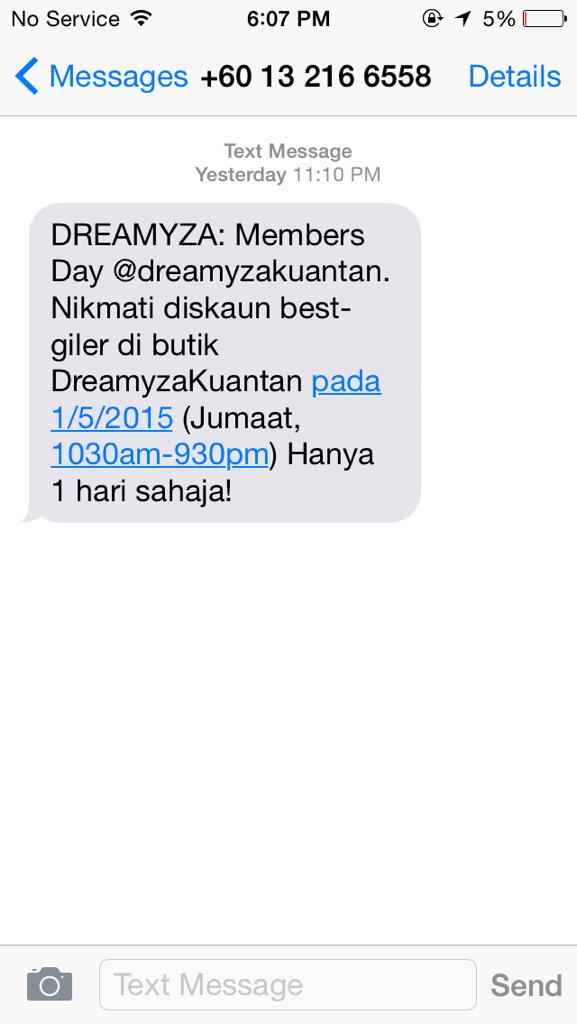 No Service 6:07 PM 5%
Messages +60 13 216 6558 Details
Text Message
Yesterday 11:10 PM
DREAMYZA: Members
Day @dreamyzakuantan.
Nikmati diskaun best-
giler di butik
DreamyzaKuantan pada
1/5/2015 (Jumaat,
1030am-930pm) Hanya
1 hari sahaja!
Text Message Send